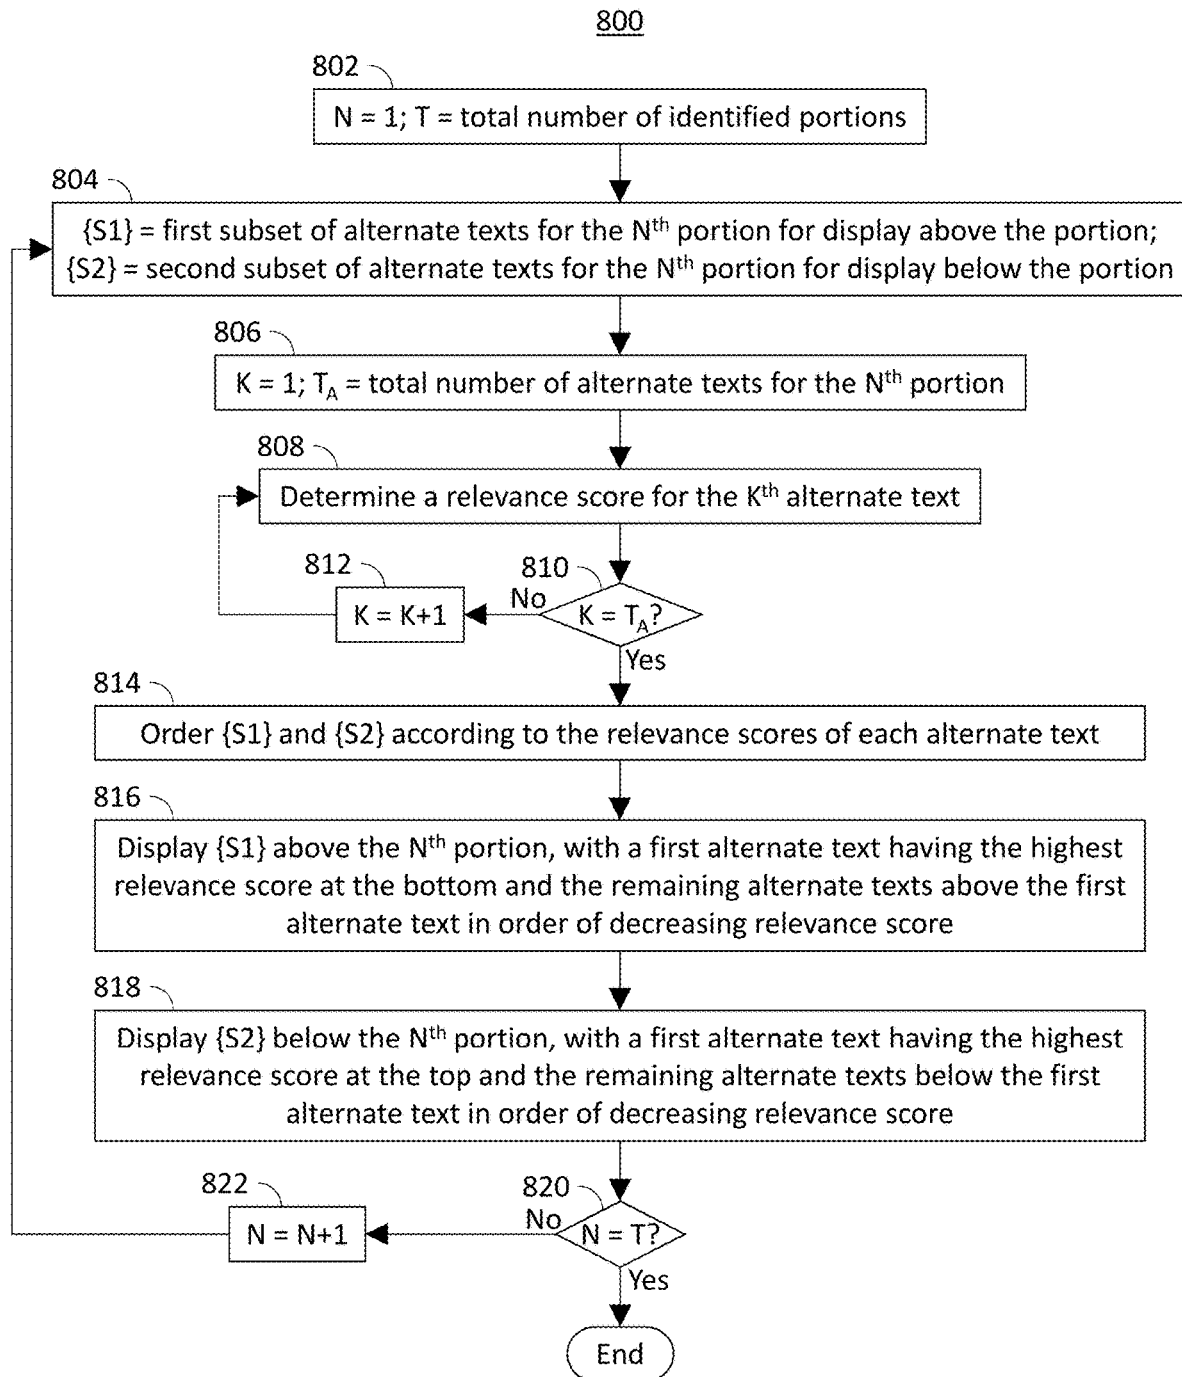 800
802
N = 1; T = total number of identified portions
804
{S1} = first subset of alternate texts for the Nth portion for display above the portion;
{S2} = second subset of alternate texts for the Nth portion for display below the portion
806
K = 1; TA = total number of alternate texts for the Nth portion
808
Determine a relevance score for the Kth alternate text
812
810
K = K+1
No
K = TA?
Yes
814
Order {S1} and {S2} according to the relevance scores of each alternate text
816
Display {S1} above the Nth portion, with a first alternate text having the highest
relevance score at the bottom and the remaining alternate texts above the first
alternate text in order of decreasing relevance score
818
Display {S2} below the Nth portion, with a first alternate text having the highest
relevance score at the top and the remaining alternate texts below the first
alternate text in order of decreasing relevance score
822
820
N = N+1
No
N = T?
Yes
End